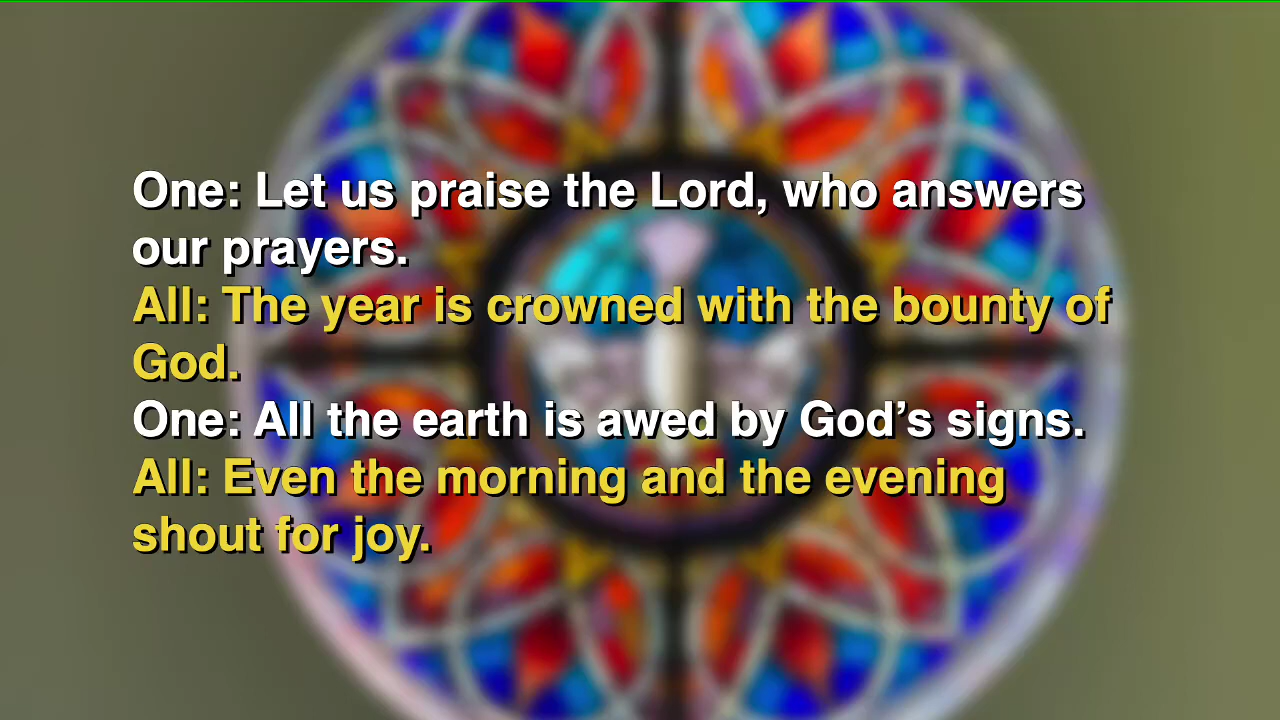 One: Let us praise the Lord, who answers
our prayers.
All: The year is crowned with the bounty of
God.
One: All the earth is awed by God’s signs.
All: Even the morning and the evening
shout for joy.